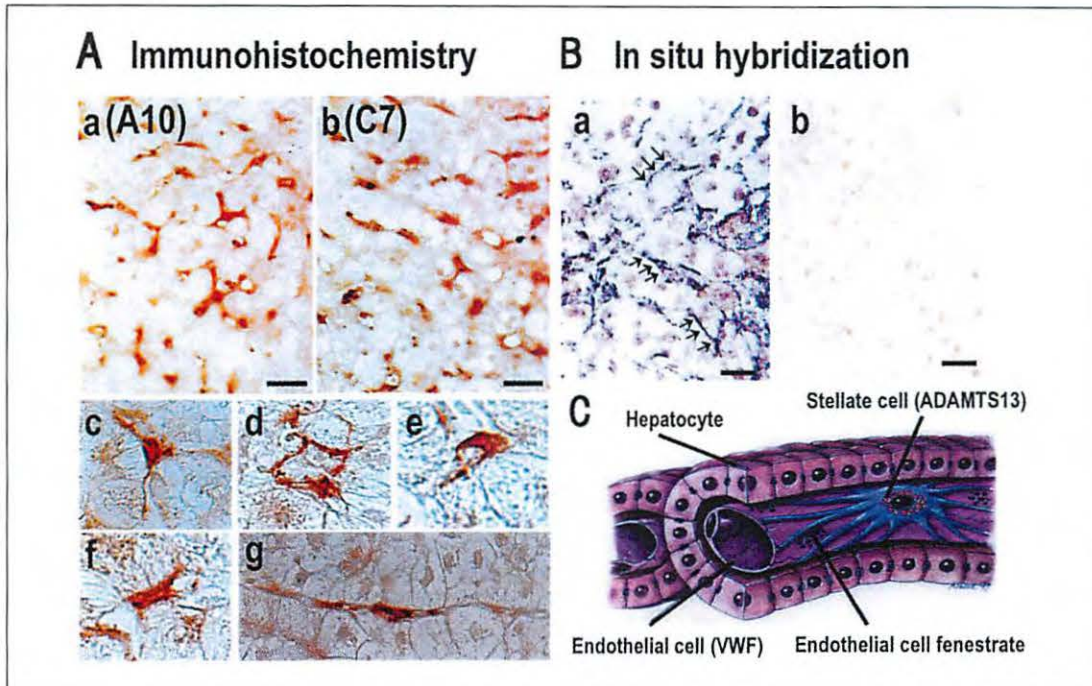 A Immunohistochemistry
a (A10)
b (C7)
c
d
e
f
g
B In situ hybridization
a
b
C
Stellate cell (ADAMTS13)
Hepatocyte
Endothelial cell (VWF)
Endothelial cell fenestrate